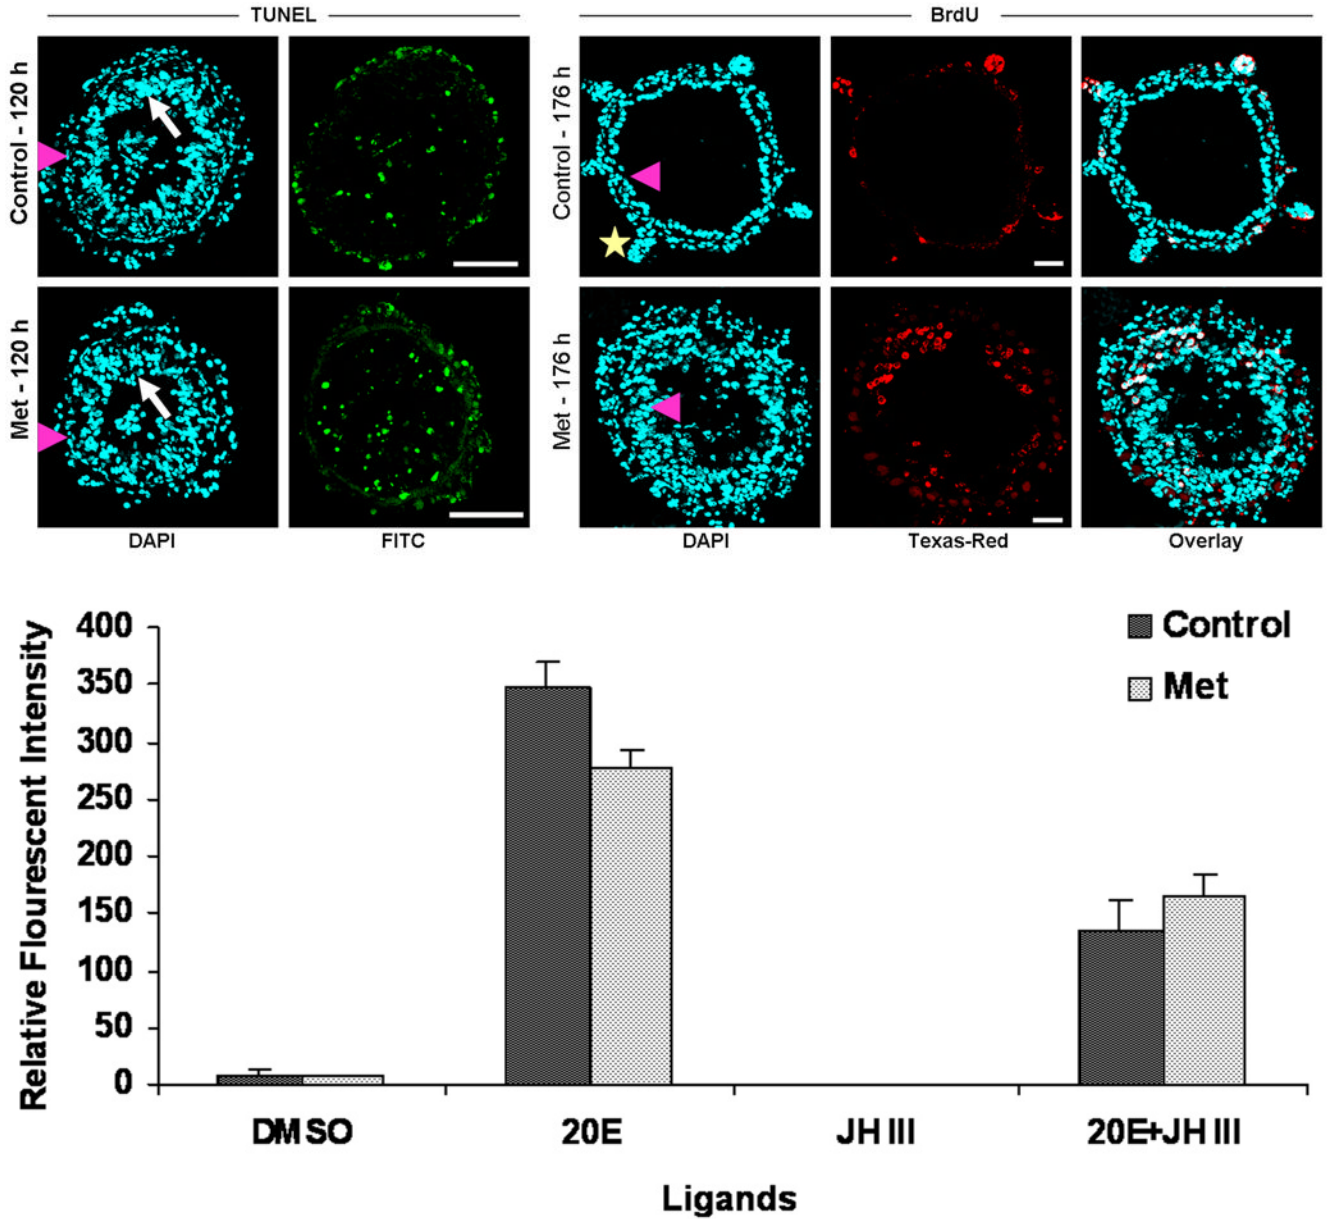 TUNEL
BrdU
Control - 120 h
Control - 176 h
Met - 120 h
Met - 176 h
DAPI
FITC
DAPI
Texas-Red
Overlay
Relative Flourescent Intensity
400
350
300
250
200
150
100
50
0
Control
Met
DMSO
20E
JH III
20E+JH III
Ligands